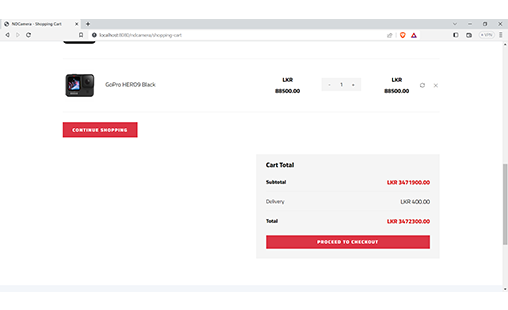 NDCamera - Shopping Cart
localhost:8080/ndcamera/shopping-cart
GoPro HERO9 Black
LKR
88500.00
- 1 +
LKR
88500.00
CONTINUE SHOPPING
Cart Total
Subtotal LKR 3471900.00
Delivery LKR 400.00
Total LKR 3472300.00
PROCEED TO CHECKOUT